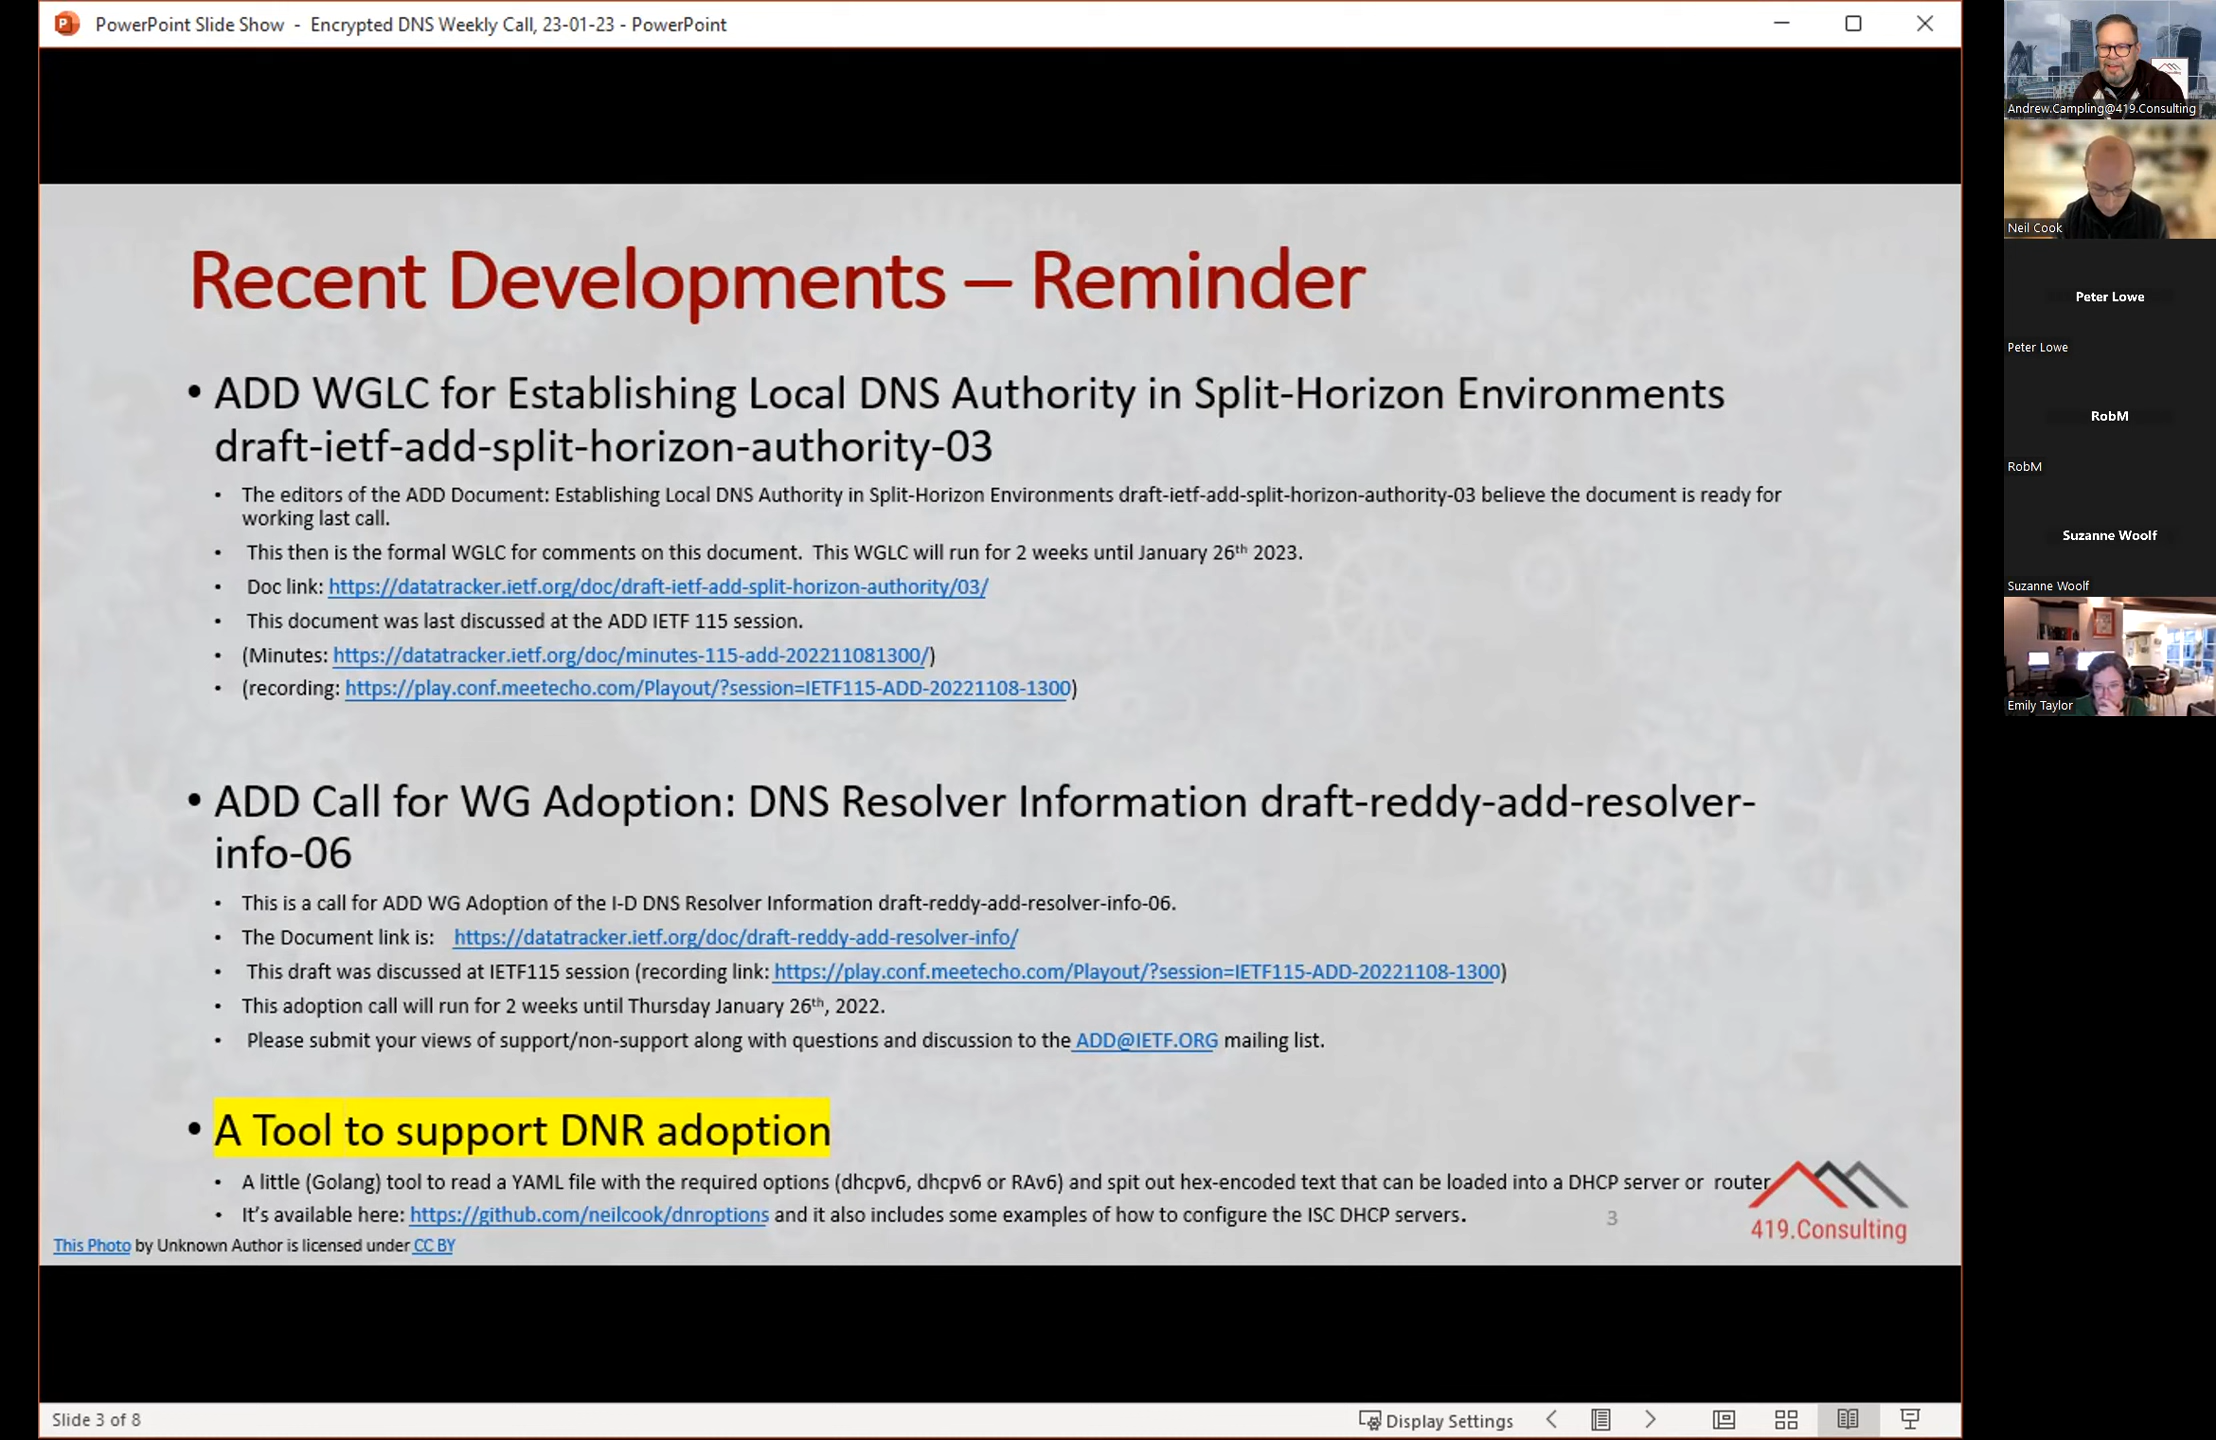 PowerPoint Slide Show - Encrypted DNS Weekly Call, 23-01-23 - PowerPoint
Recent Developments – Reminder
• ADD WGLC for Establishing Local DNS Authority in Split-Horizon Environments
draft-ietf-add-split-horizon-authority-03
• The editors of the ADD Document: Establishing Local DNS Authority in Split-Horizon Environments draft-ietf-add-split-horizon-authority-03 believe the document is ready for
working last call.
• This then is the formal WGLC for comments on this document. This WGLC will run for 2 weeks until January 26th 2023.
• Doc link: https://datatracker.ietf.org/doc/draft-ietf-add-split-horizon-authority/03/
• This document was last discussed at the ADD IETF 115 session.
• (Minutes: https://datatracker.ietf.org/doc/minutes-115-add-202211081300/)
• (recording: https://play.conf.meetecho.com/Playout/?session=IETF115-ADD-20221108-1300)
• ADD Call for WG Adoption: DNS Resolver Information draft-reddy-add-resolver-
info-06
• This is a call for ADD WG Adoption of the I-D DNS Resolver Information draft-reddy-add-resolver-info-06.
• The Document link is: https://datatracker.ietf.org/doc/draft-reddy-add-resolver-info/
• This draft was discussed at IETF115 session (recording link: https://play.conf.meetecho.com/Playout/?session=IETF115-ADD-20221108-1300)
• This adoption call will run for 2 weeks until Thursday January 26th, 2022.
• Please submit your views of support/non-support along with questions and discussion to the ADD@IETF.ORG mailing list.
• A Tool to support DNR adoption
• A little (Golang) tool to read a YAML file with the required options (dhcpv6, dhcpv6 or RAv6) and spit out hex-encoded text that can be loaded into a DHCP server or router
• It's available here: https://github.com/neilcook/dnroptions and it also includes some examples of how to configure the ISC DHCP servers.
3
419.Consulting
This Photo by Unknown Author is licensed under CC BY
Slide 3 of 8
Display Settings
Andrew.Campling@419.Consulting
Neil Cook
Peter Lowe
Peter Lowe
RobM
RobM
Suzanne Woolf
Suzanne Woolf
Emily Taylor